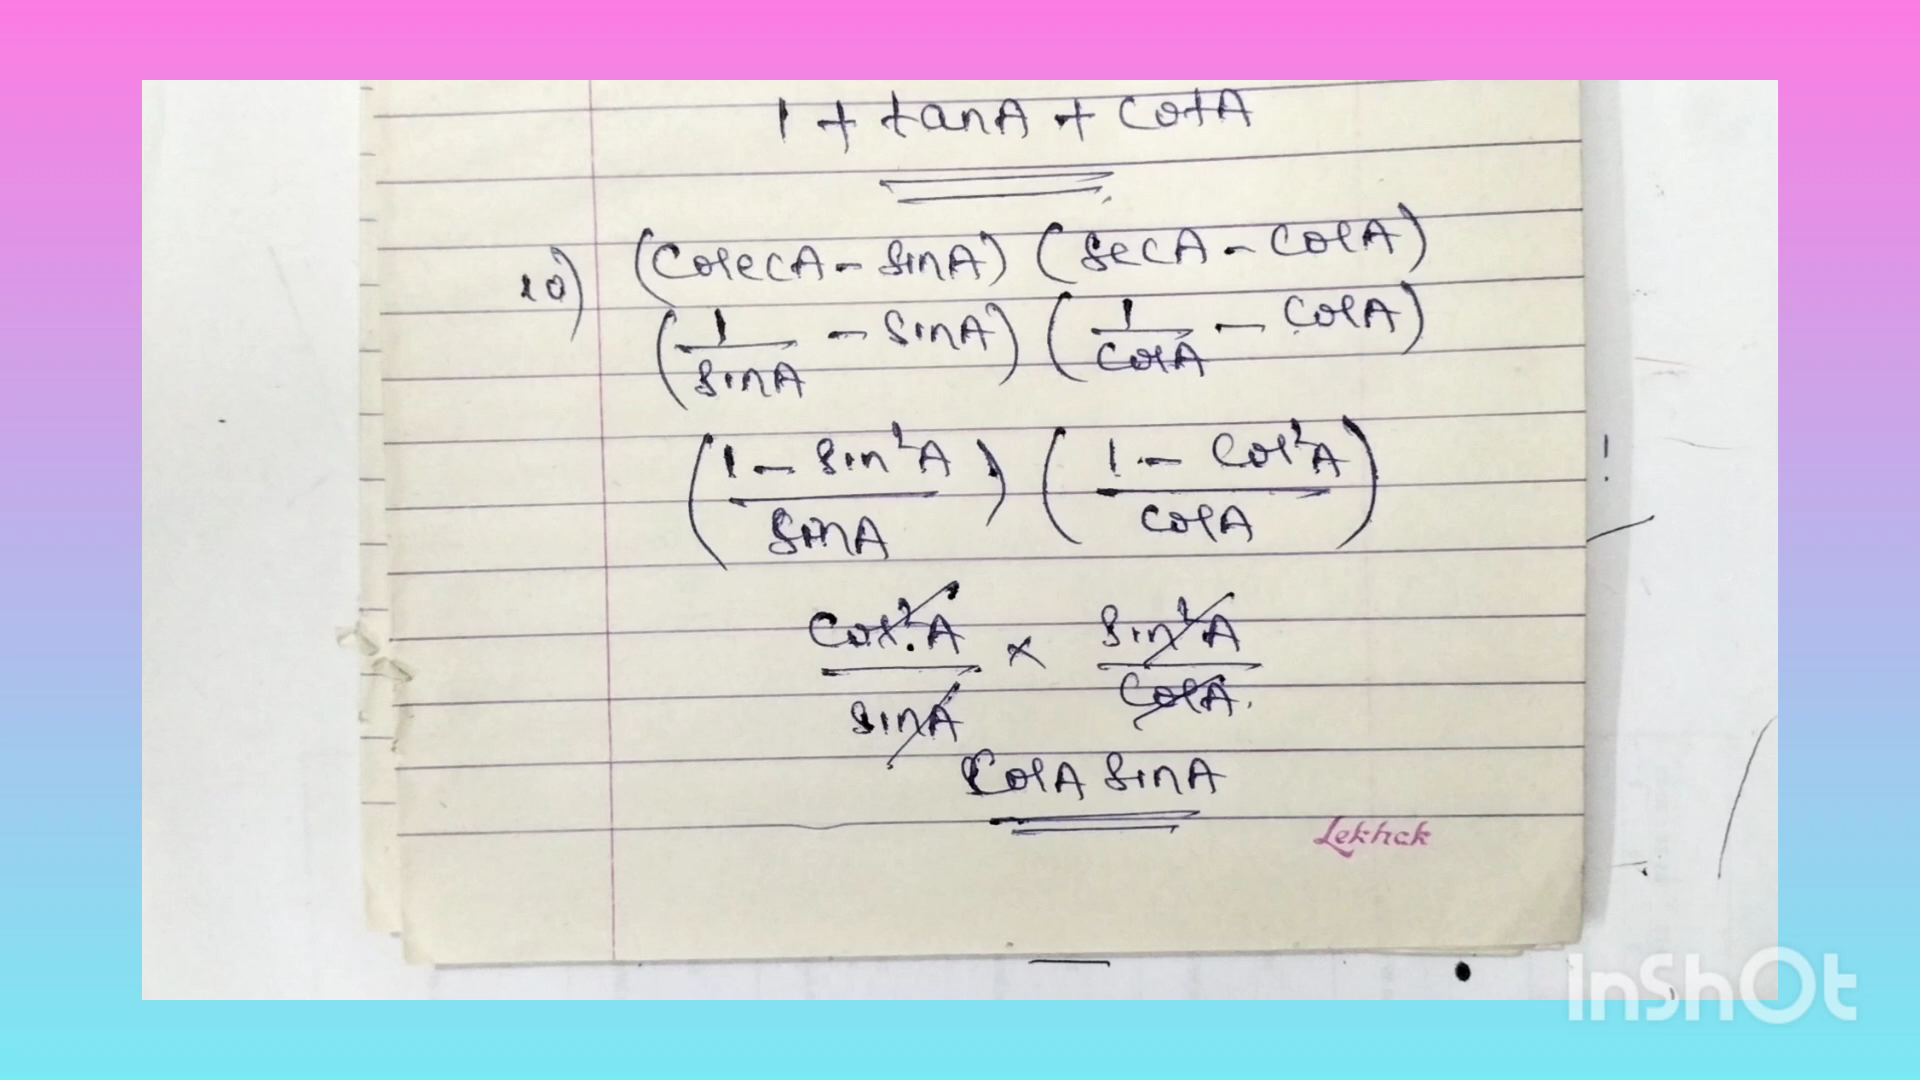 1 + tanA + cotA
10) (cosecA - sinA) (secA - cosA)
(1/sinA - sinA) (1/cosA - cosA)
(1 - sin²A/sinA) (1 - cos²A/cosA)
cos²A/sinA × sin²A/cosA.
cosA sinA
Lekhak
InShOt